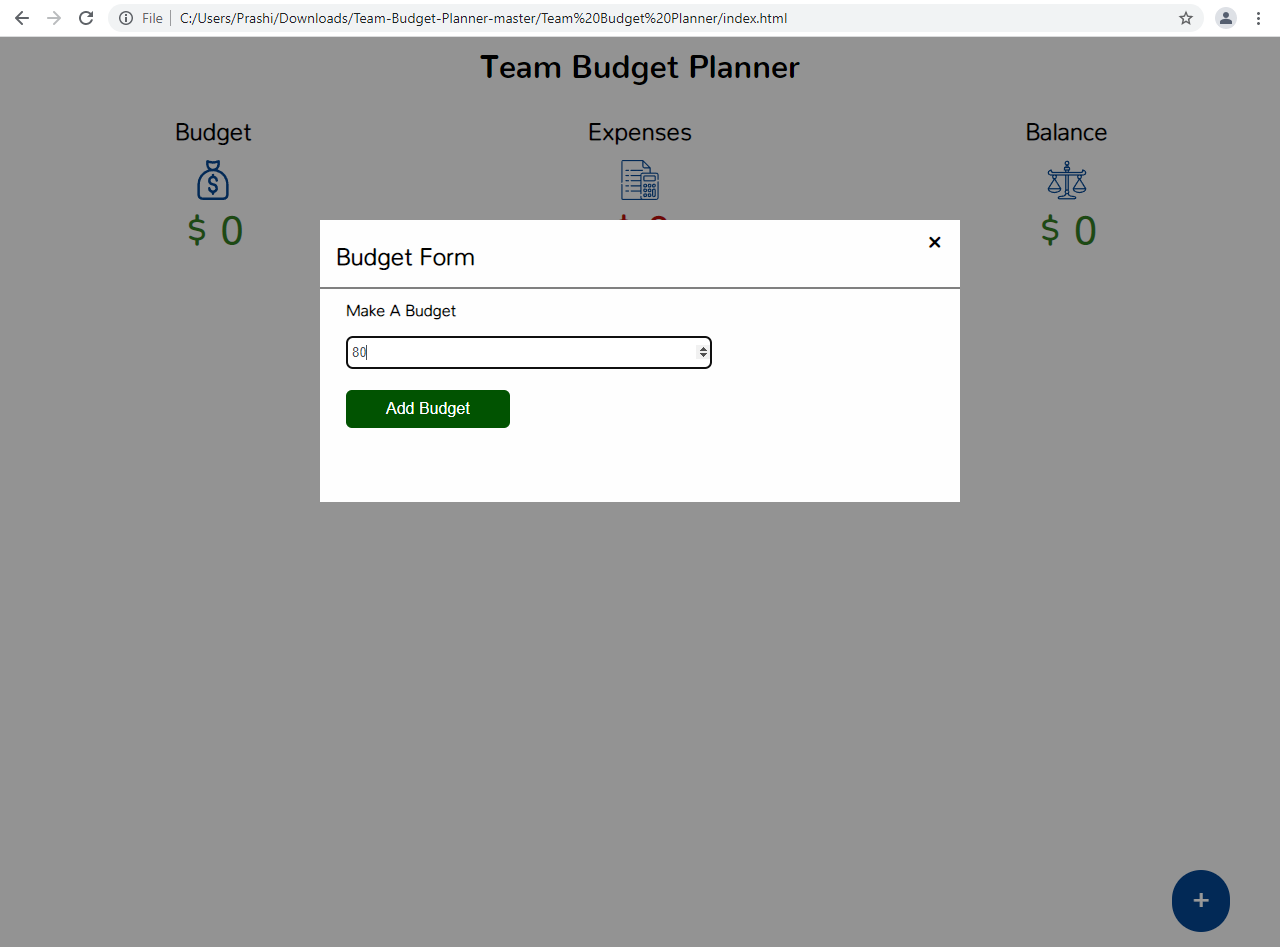 File | C:/Users/Prashi/Downloads/Team-Budget-Planner-master/Team%20Budget%20Planner/index.html
Team Budget Planner
Budget Expenses Balance
$ 0 $ 0 $ 0
Budget Form ×
Make A Budget
80
Add Budget
+